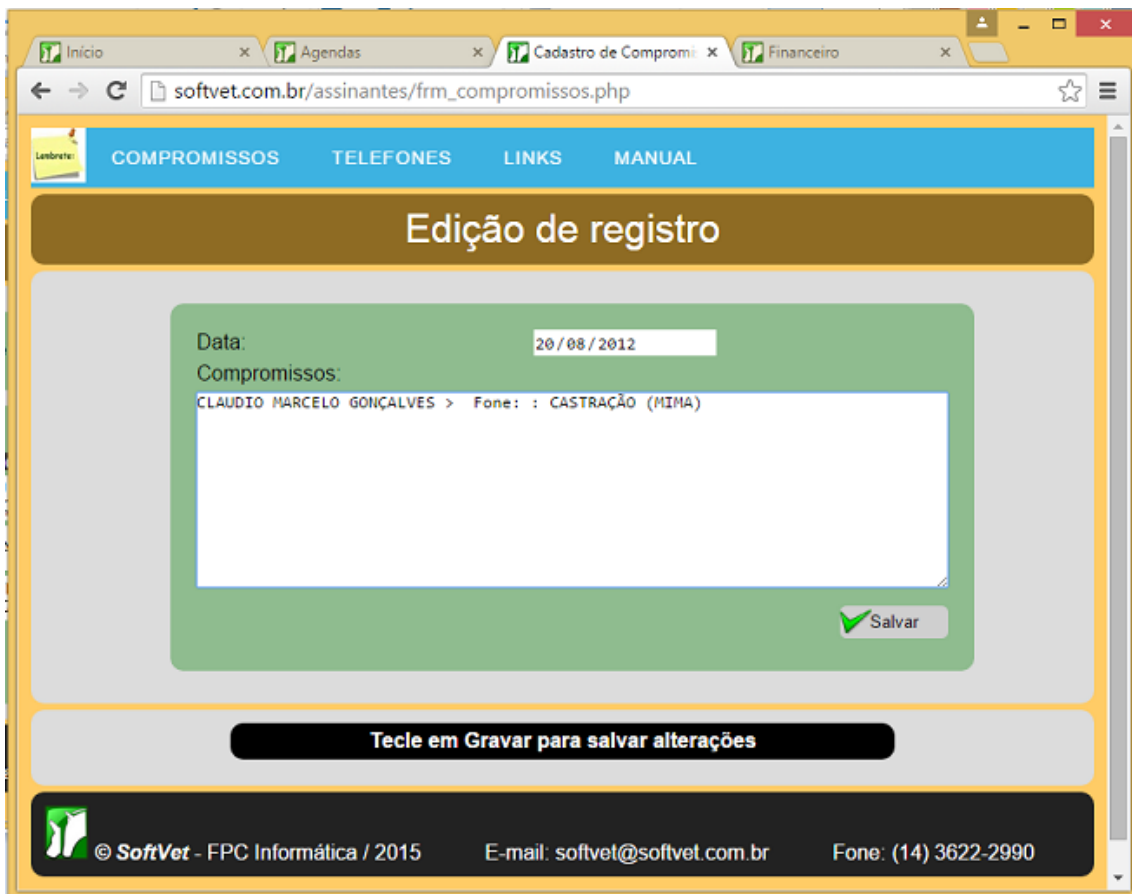 Início
Agendas
Cadastro de Compromi
Financeiro
softvet.com.br/assinantes/frm_compromissos.php
Lembrete:
COMPROMISSOS TELEFONES LINKS MANUAL
Edição de registro
Data: 20/08/2012
Compromissos:
CLAUDIO MARCELO GONÇALVES > Fone: : CASTRAÇÃO (MIMA)
Salvar
Tecle em Gravar para salvar alterações
© SoftVet - FPC Informática / 2015 E-mail: softvet@softvet.com.br Fone: (14) 3622-2990